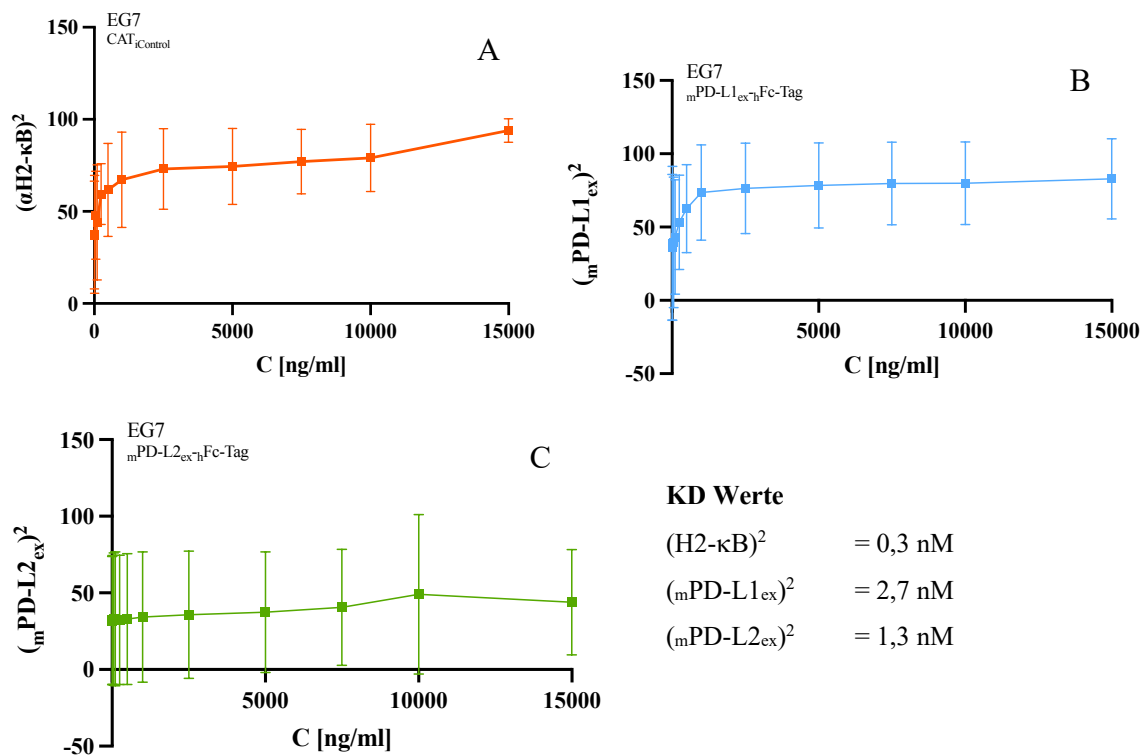 EG7
CATiControl
A
150
100
50
0
(αH2-κB)²
0
5000
10000
15000
C [ng/ml]
EG7
mPD-L1ex-hFc-Tag
B
150
100
50
0
-50
(mPD-L1ex)²
5000
10000
15000
C [ng/ml]
EG7
mPD-L2ex-hFc-Tag
C
150
100
50
0
-50
(mPD-L2ex)²
5000
10000
15000
C [ng/ml]
KD Werte
(H2-κB)² = 0,3 nM
(mPD-L1ex)² = 2,7 nM
(mPD-L2ex)² = 1,3 nM